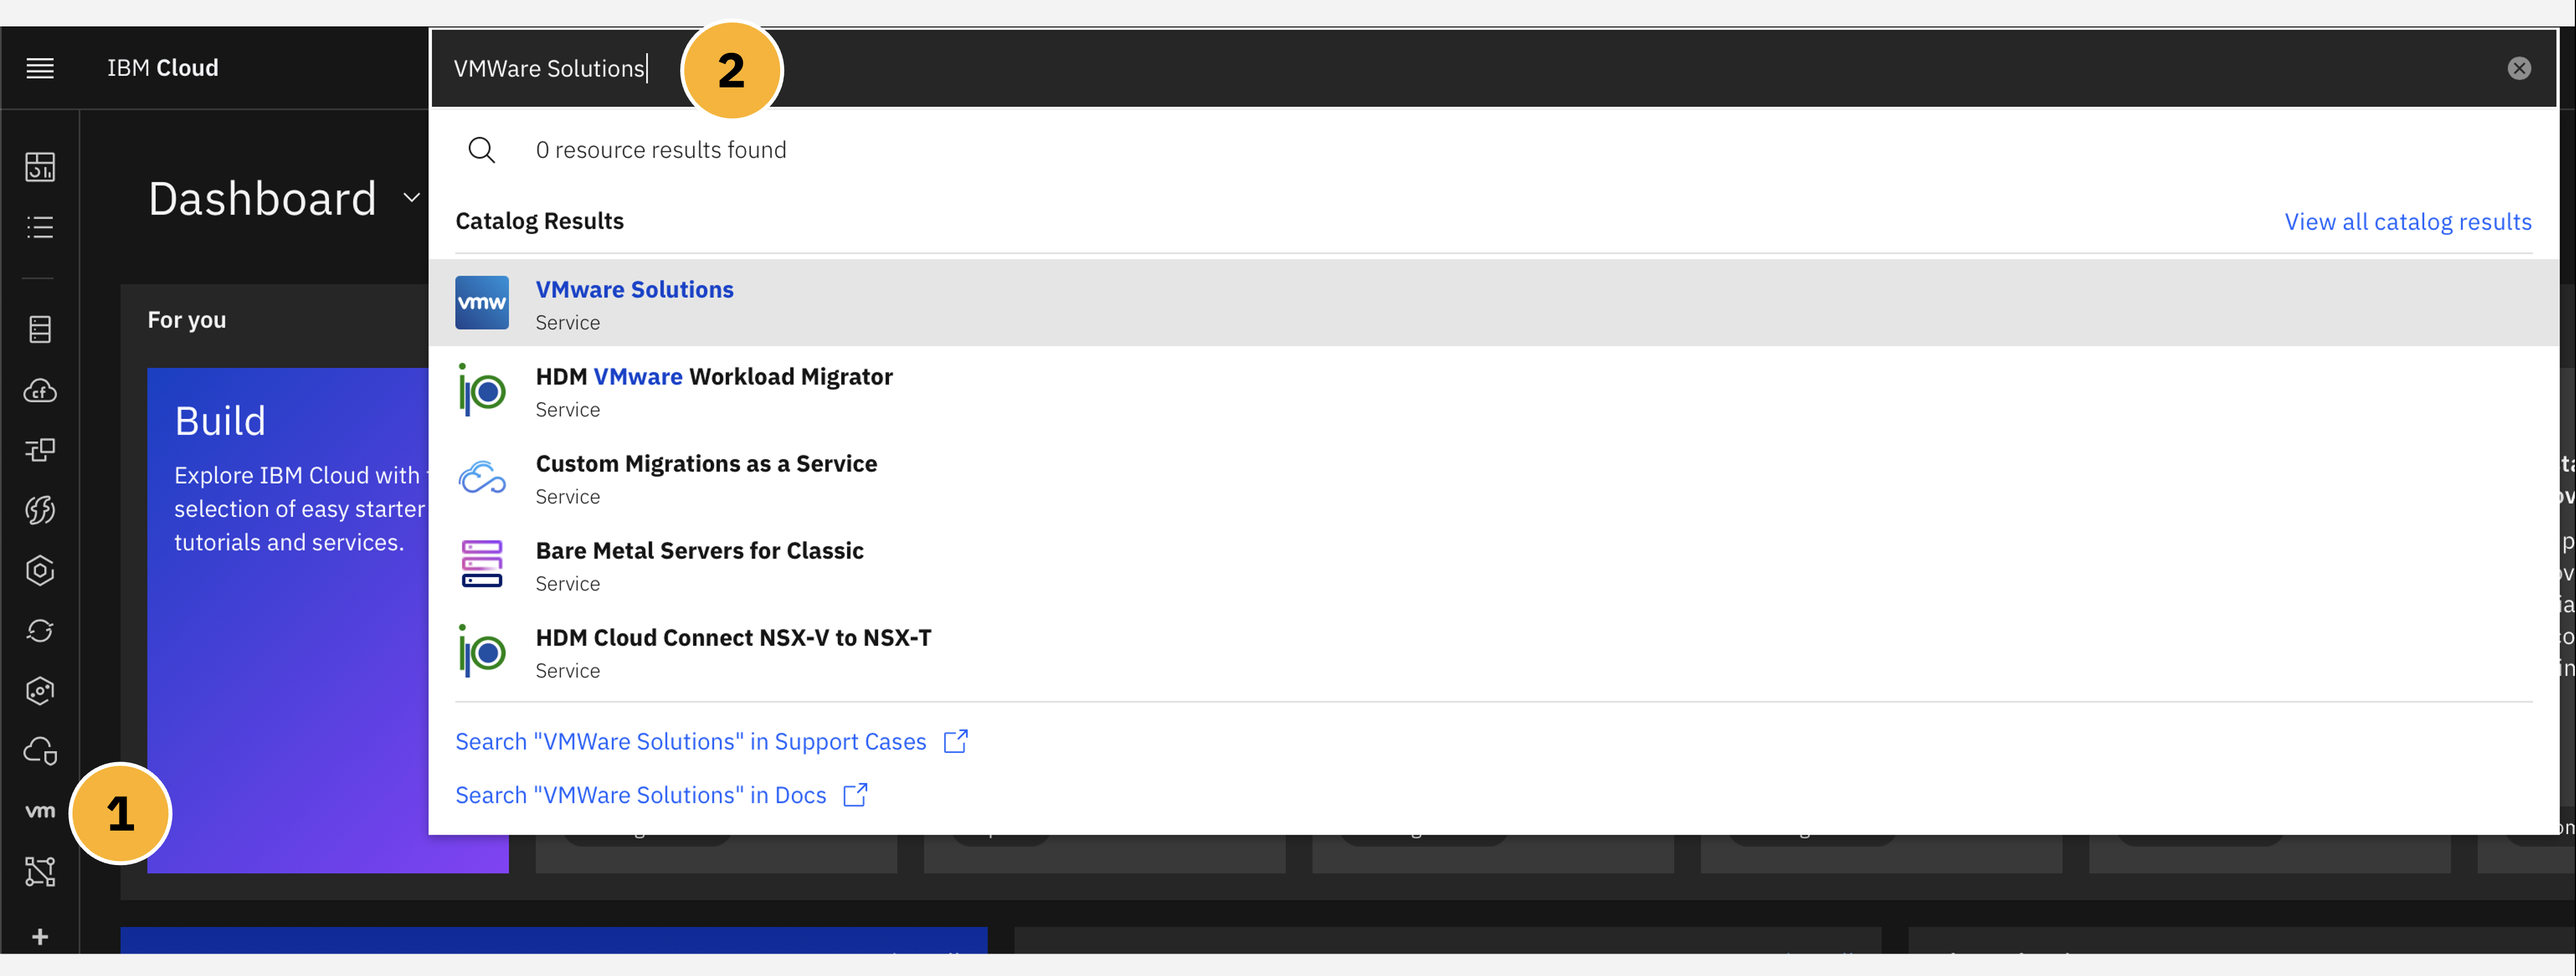 IBM Cloud
VMWare Solutions
2
0 resource results found
Dashboard
Catalog Results
View all catalog results
For you
vmw
VMware Solutions
Service
HDM VMware Workload Migrator
Service
Build
Explore IBM Cloud with
selection of easy starter
tutorials and services.
Custom Migrations as a Service
Service
Bare Metal Servers for Classic
Service
HDM Cloud Connect NSX-V to NSX-T
Service
Search "VMWare Solutions" in Support Cases
Search "VMWare Solutions" in Docs
vm
1